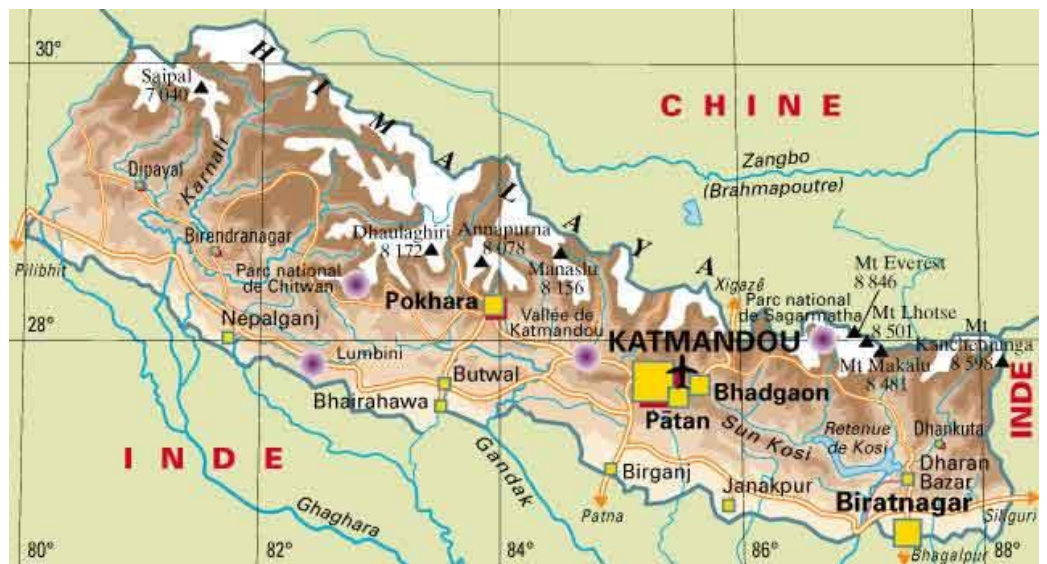 30°
HIMALAYA
Saipal
7 040
CHINE
Zangbo
(Brahmapoutre)
Dipayal
Karnali
Birendranagar
Dhaulaghiri
8 172
Annapurna
8 078
Manaslu
8 156
Xigazê
Mt Everest
8 846
Pilibhit
Parc national
de Chitwan
Parc national
de Sagarmatha
Mt Lhotse
8 501
Mt
Kanchenjunga
8 598
Pokhara
Vallée de
Katmandou
28°
Nepalganj
KATMANDOU
Mt Makalu
8 481
Lumbini
Butwal
Bhadgaon
Bhairahawa
Pātan
Sun Kosi
Retenue
de Kosi
Dhankuta
INDE
INDE
Gandak
Birganj
Janakpur
Dharan
Bazar
Biratnagar
Ghaghara
Patna
Siliguri
Bhagalpur
80°
82°
84°
86°
88°